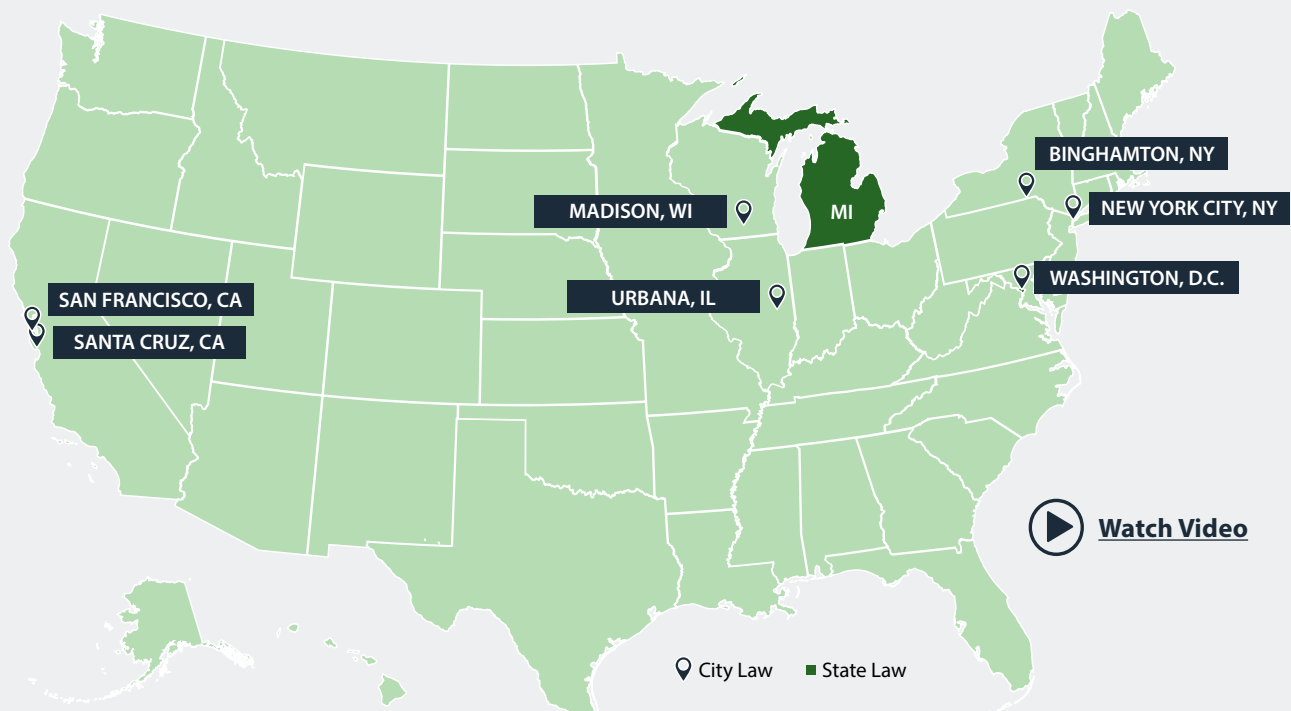 BINGHAMTON, NY
MADISON, WI
MI
NEW YORK CITY, NY
WASHINGTON, D.C.
URBANA, IL
SAN FRANCISCO, CA
SANTA CRUZ, CA
Watch Video
City Law
State Law